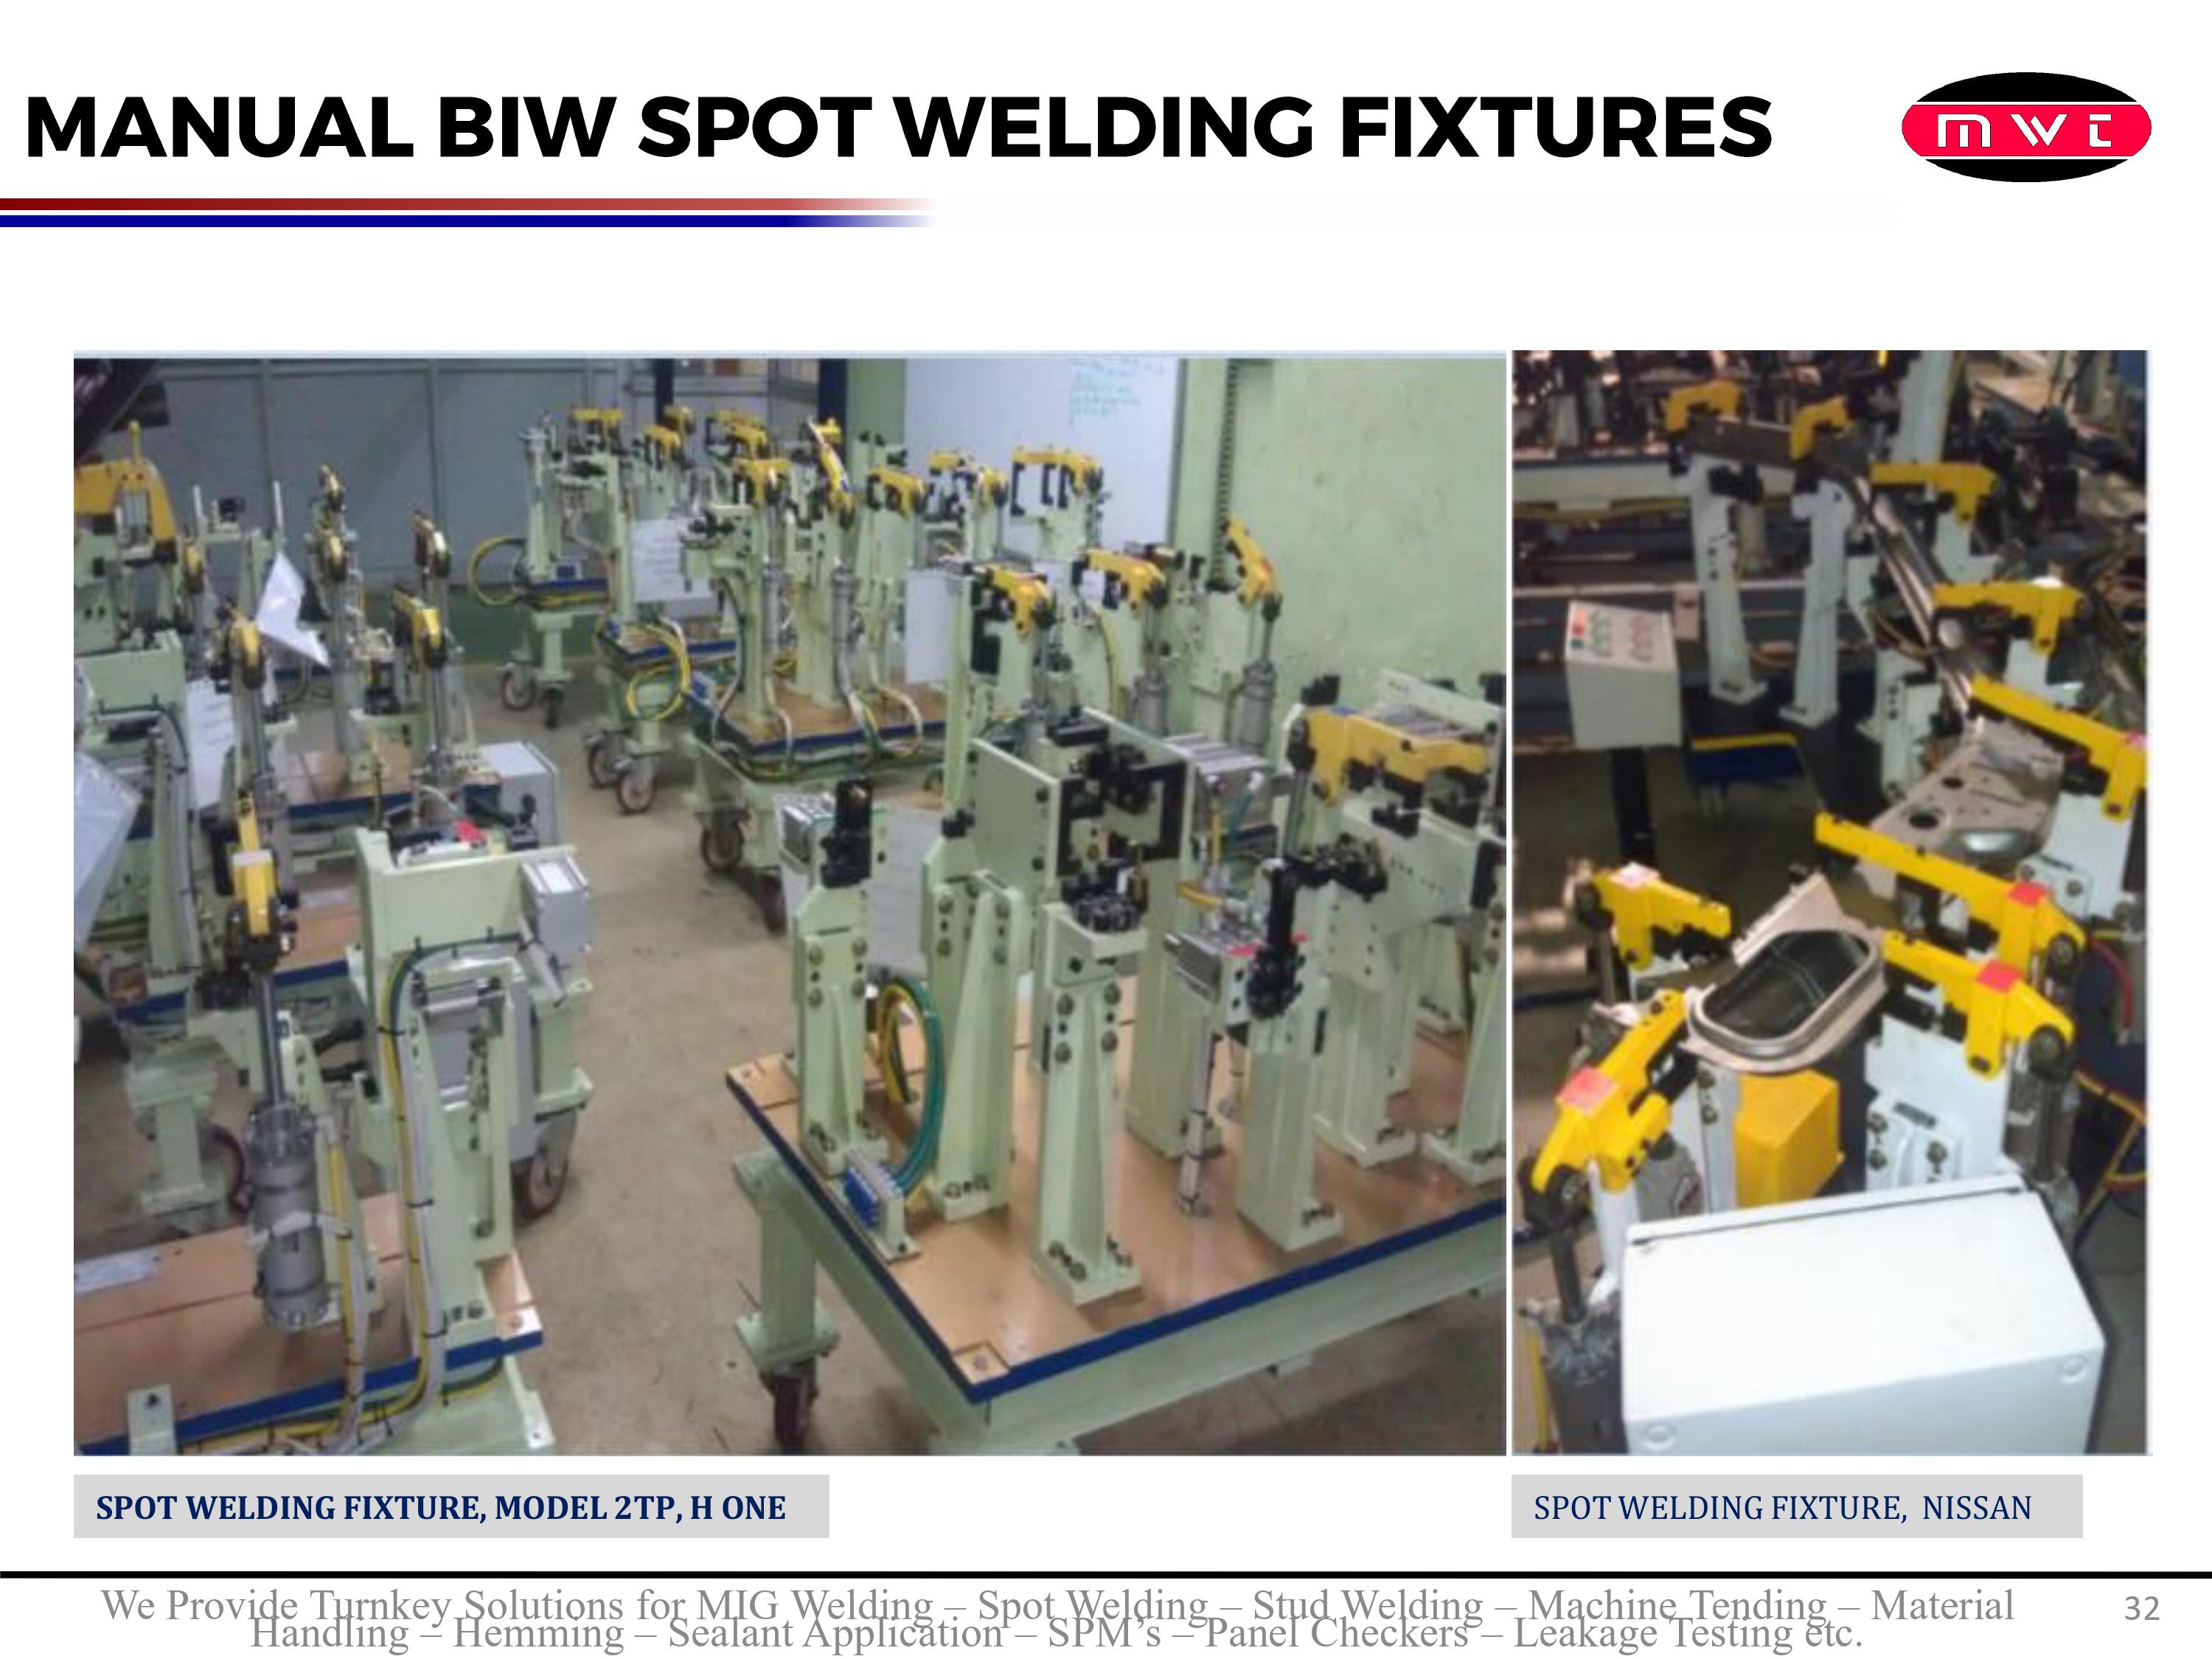 MANUAL BIW SPOT WELDING FIXTURES
mwt
SPOT WELDING FIXTURE, MODEL 2TP, H ONE
SPOT WELDING FIXTURE, NISSAN
We Provide Turnkey Solutions for MIG Welding – Spot Welding – Stud Welding – Machine Tending – Material
Handling – Hemming – Sealant Application – SPM’s – Panel Checkers – Leakage Testing etc.
32